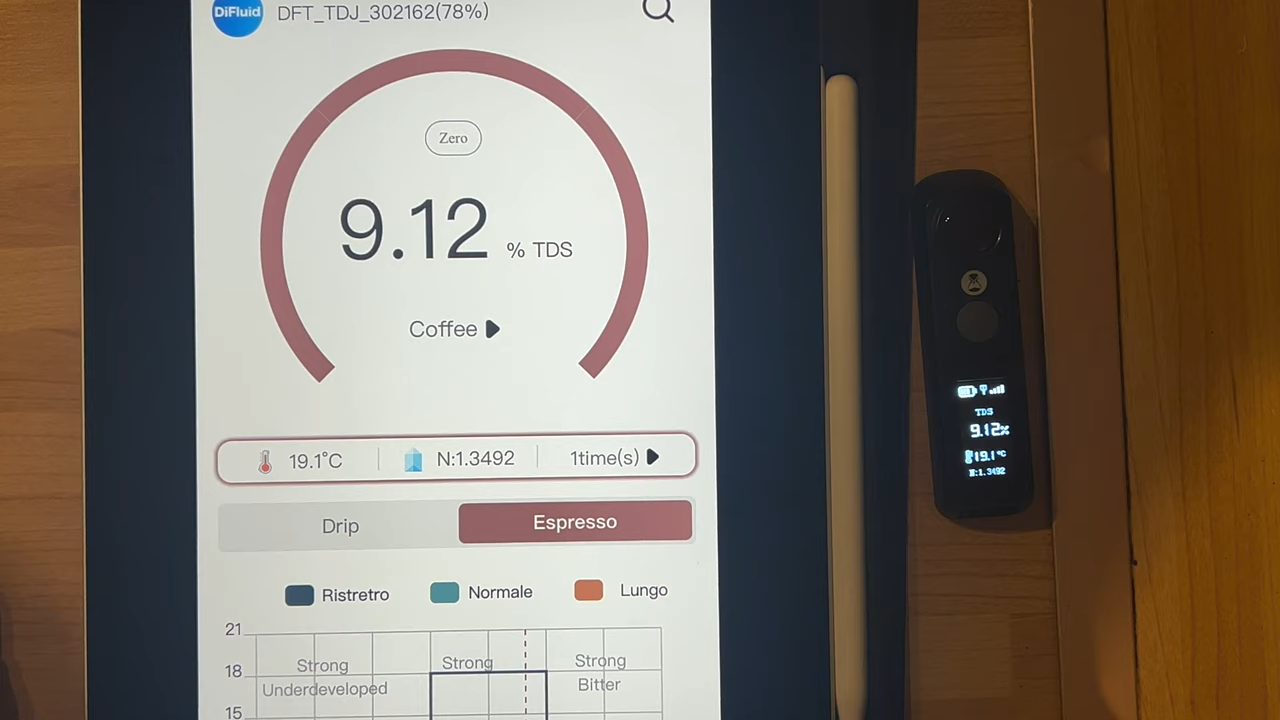 DiFluid DFT_TDJ_302162(78%)
Zero
9.12 % TDS
Coffee
19.1°C N:1.3492 1time(s)
Drip Espresso
Ristretro Normale Lungo
21
18
15
Strong Underdeveloped
Strong
Strong Bitter
TDS
9.12%
19.1°C
N:1.3492